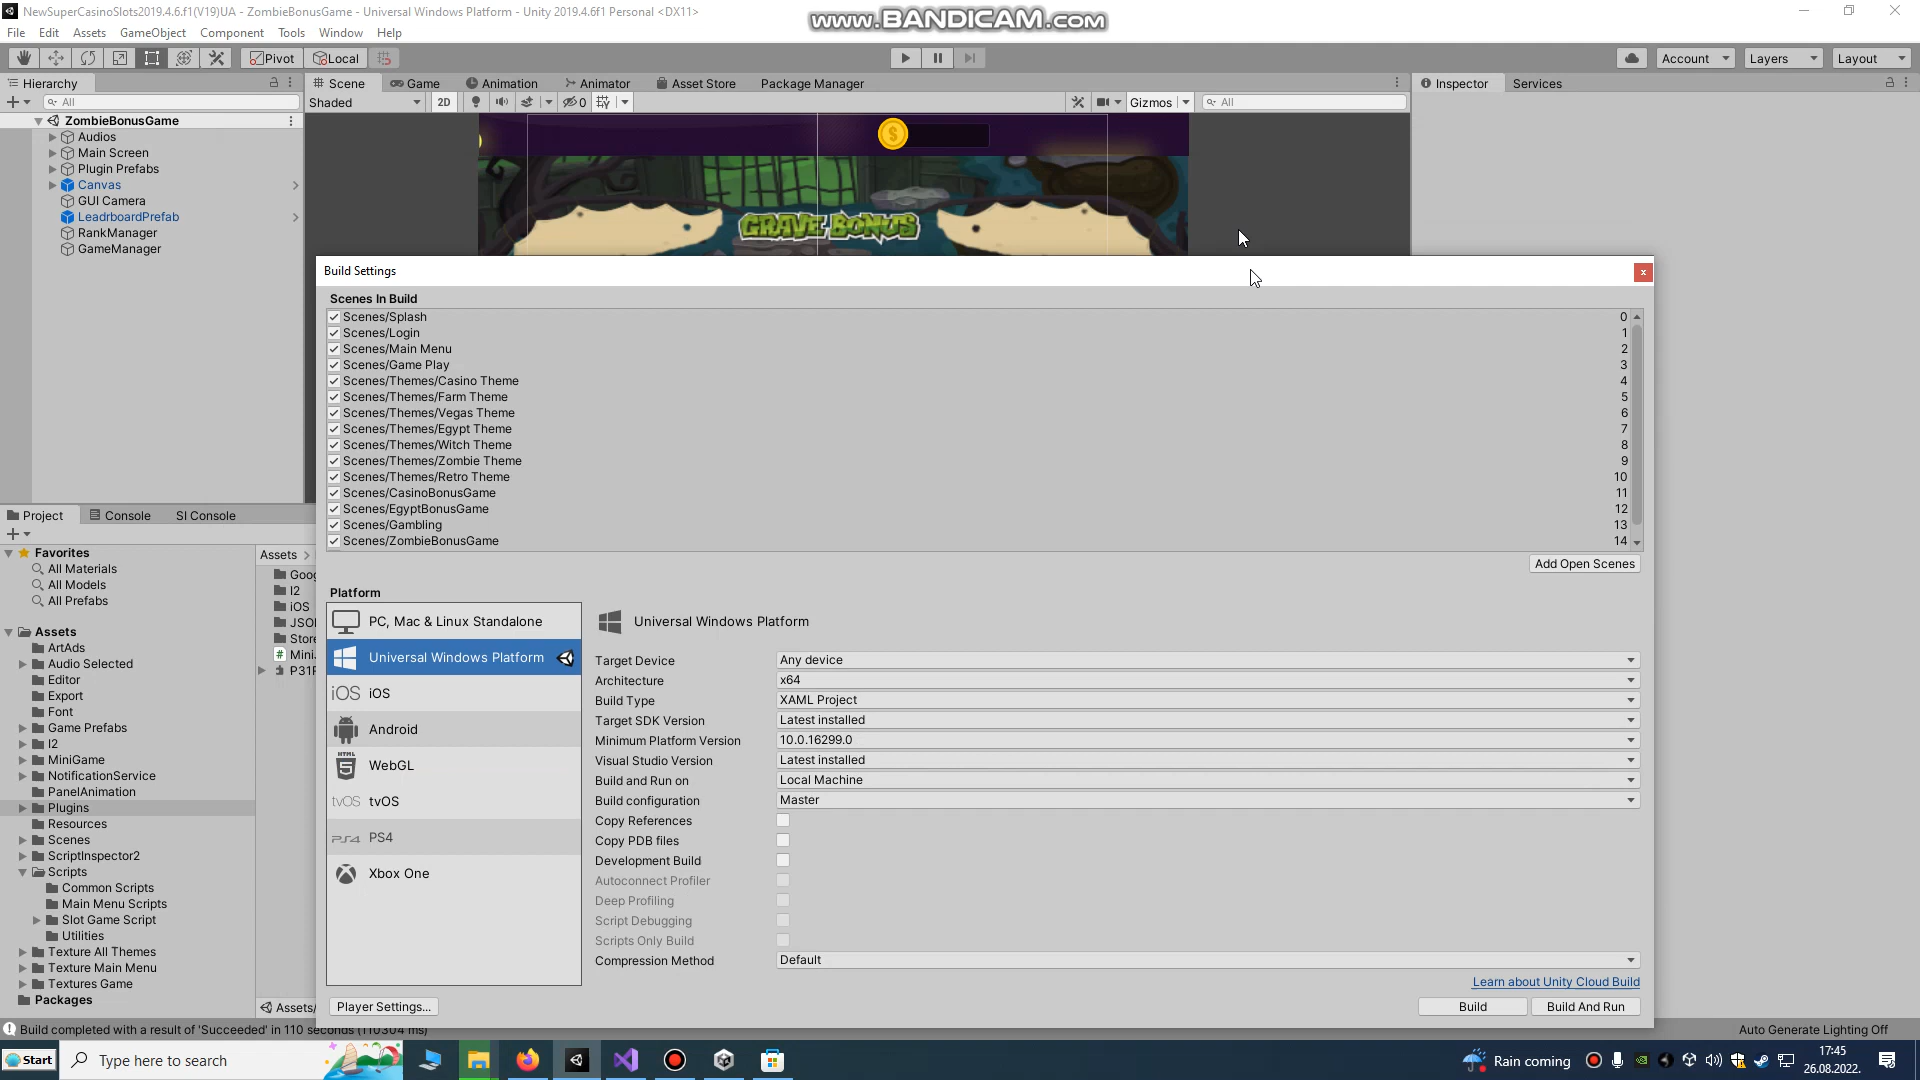 NewSuperCasinoSlots2019.4.6.f1(V19)UA - ZombieBonusGame - Universal Windows Platform - Unity 2019.4.6f1 Personal <DX11>
www.BANDICAM.com
File Edit Assets GameObject Component Tools Window Help
Pivot Local Account Layers Layout
Hierarchy Scene Game Animation Animator Asset Store Package Manager Inspector Services
All Shaded 2D 0 Gizmos All
ZombieBonusGame
Audios
Main Screen
Plugin Prefabs
Canvas
GUI Camera
LeadrboardPrefab
RankManager
GameManager
GRAVE BONUS
Build Settings
Scenes In Build
Scenes/Splash 0
Scenes/Login 1
Scenes/Main Menu 2
Scenes/Game Play 3
Scenes/Themes/Casino Theme 4
Scenes/Themes/Farm Theme 5
Scenes/Themes/Vegas Theme 6
Scenes/Themes/Egypt Theme 7
Scenes/Themes/Witch Theme 8
Scenes/Themes/Zombie Theme 9
Scenes/Themes/Retro Theme 10
Scenes/CasinoBonusGame 11
Scenes/EgyptBonusGame 12
Scenes/Gambling 13
Scenes/ZombieBonusGame 14
Add Open Scenes
Project Console SI Console
Favorites
All Materials
All Models
All Prefabs
Assets
ArtAds
Audio Selected
Editor
Export
Font
Game Prefabs
I2
MiniGame
NotificationService
PanelAnimation
Plugins
Resources
Scenes
ScriptInspector2
Scripts
Common Scripts
Main Menu Scripts
Slot Game Script
Utilities
Texture All Themes
Texture Main Menu
Textures Game
Packages
Assets >
Goog
I2
iOS
JSO
Store
Mini
P31F
Assets/
Platform
PC, Mac & Linux Standalone
Universal Windows Platform
iOS iOS
Android
HTML 5 WebGL
tvOS tvOS
PS4 PS4
Xbox One
Universal Windows Platform
Target Device Any device
Architecture x64
Build Type XAML Project
Target SDK Version Latest installed
Minimum Platform Version 10.0.16299.0
Visual Studio Version Latest installed
Build and Run on Local Machine
Build configuration Master
Copy References
Copy PDB files
Development Build
Autoconnect Profiler
Deep Profiling
Script Debugging
Scripts Only Build
Compression Method Default
Learn about Unity Cloud Build
Player Settings... Build Build And Run
Build completed with a result of 'Succeeded' in 110 seconds (110304 ms) Auto Generate Lighting Off
Start Type here to search Rain coming 17:45
26.08.2022.